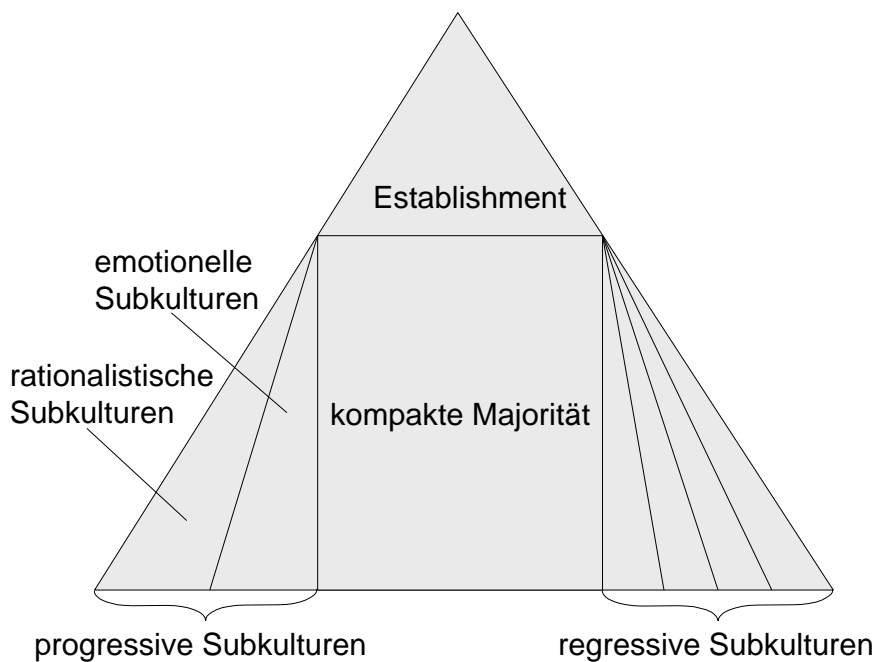 Establishment
emotionelle
Subkulturen
rationalistische
Subkulturen
kompakte Majorität
progressive Subkulturen
regressive Subkulturen